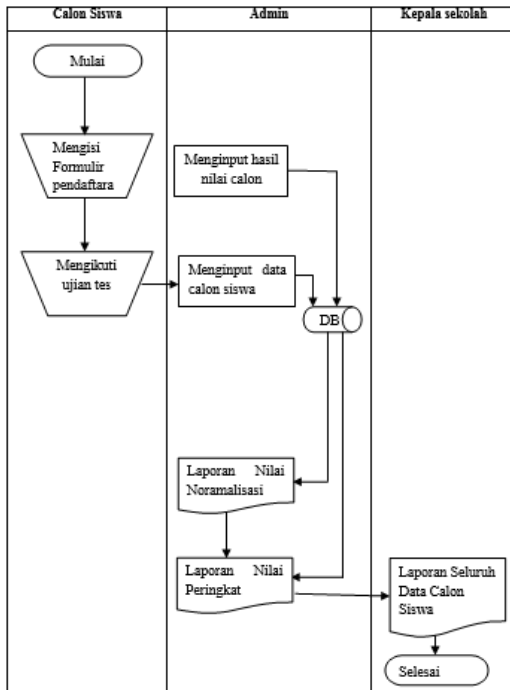 Calon Siswa
Admin
Kepala sekolah
Mulai
Mengisi
Formulir
pendaftara
Menginput hasil
nilai calon
Mengikuti
ujian tes
Menginput data
calon siswa
DB
Laporan Nilai
Noramalisasi
Laporan Nilai
Peringkat
Laporan Seluruh
Data Calon
Siswa
Selesai